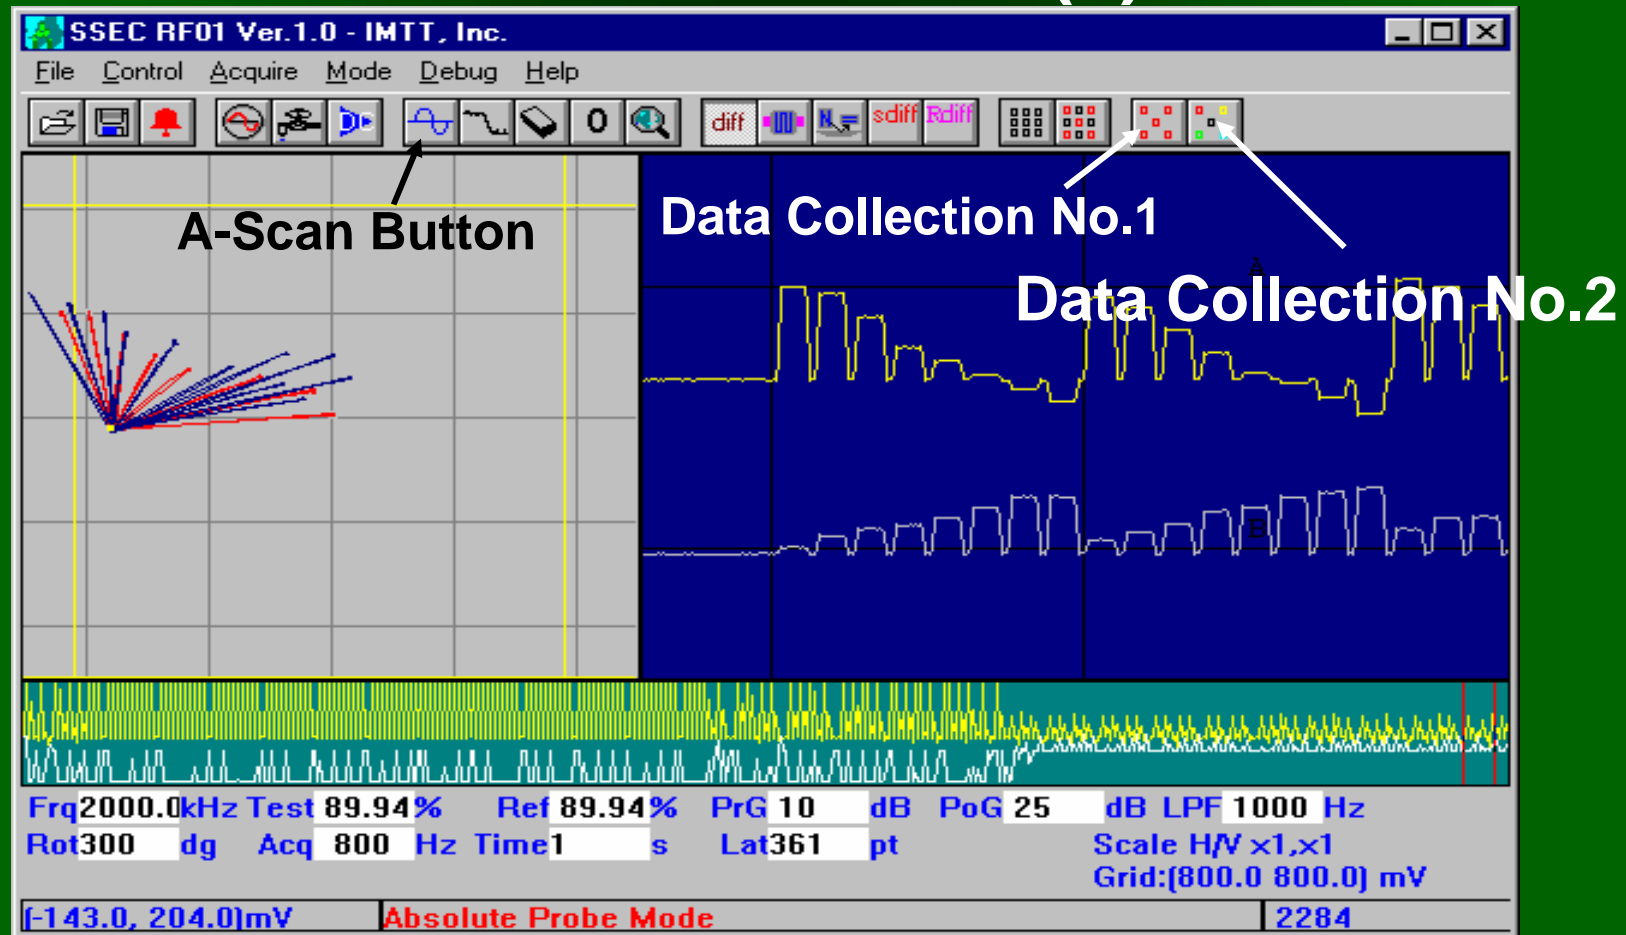 SSEC RF01 Ver.1.0 - IMTT, Inc.
File Control Acquire Mode Debug Help
0 diff N sdiff Rdiff
A-Scan Button
Data Collection No.1
A
Data Collection No.2
B
Frq 2000.0 kHz Test 89.94 % Ref 89.94 % PrG 10 dB PoG 25 dB LPF 1000 Hz
Rot 300 dg Acq 800 Hz Time 1 s Lat 361 pt Scale H/V x1,x1
Grid:(800.0 800.0) mV
(-143.0, 204.0)mV Absolute Probe Mode 2284